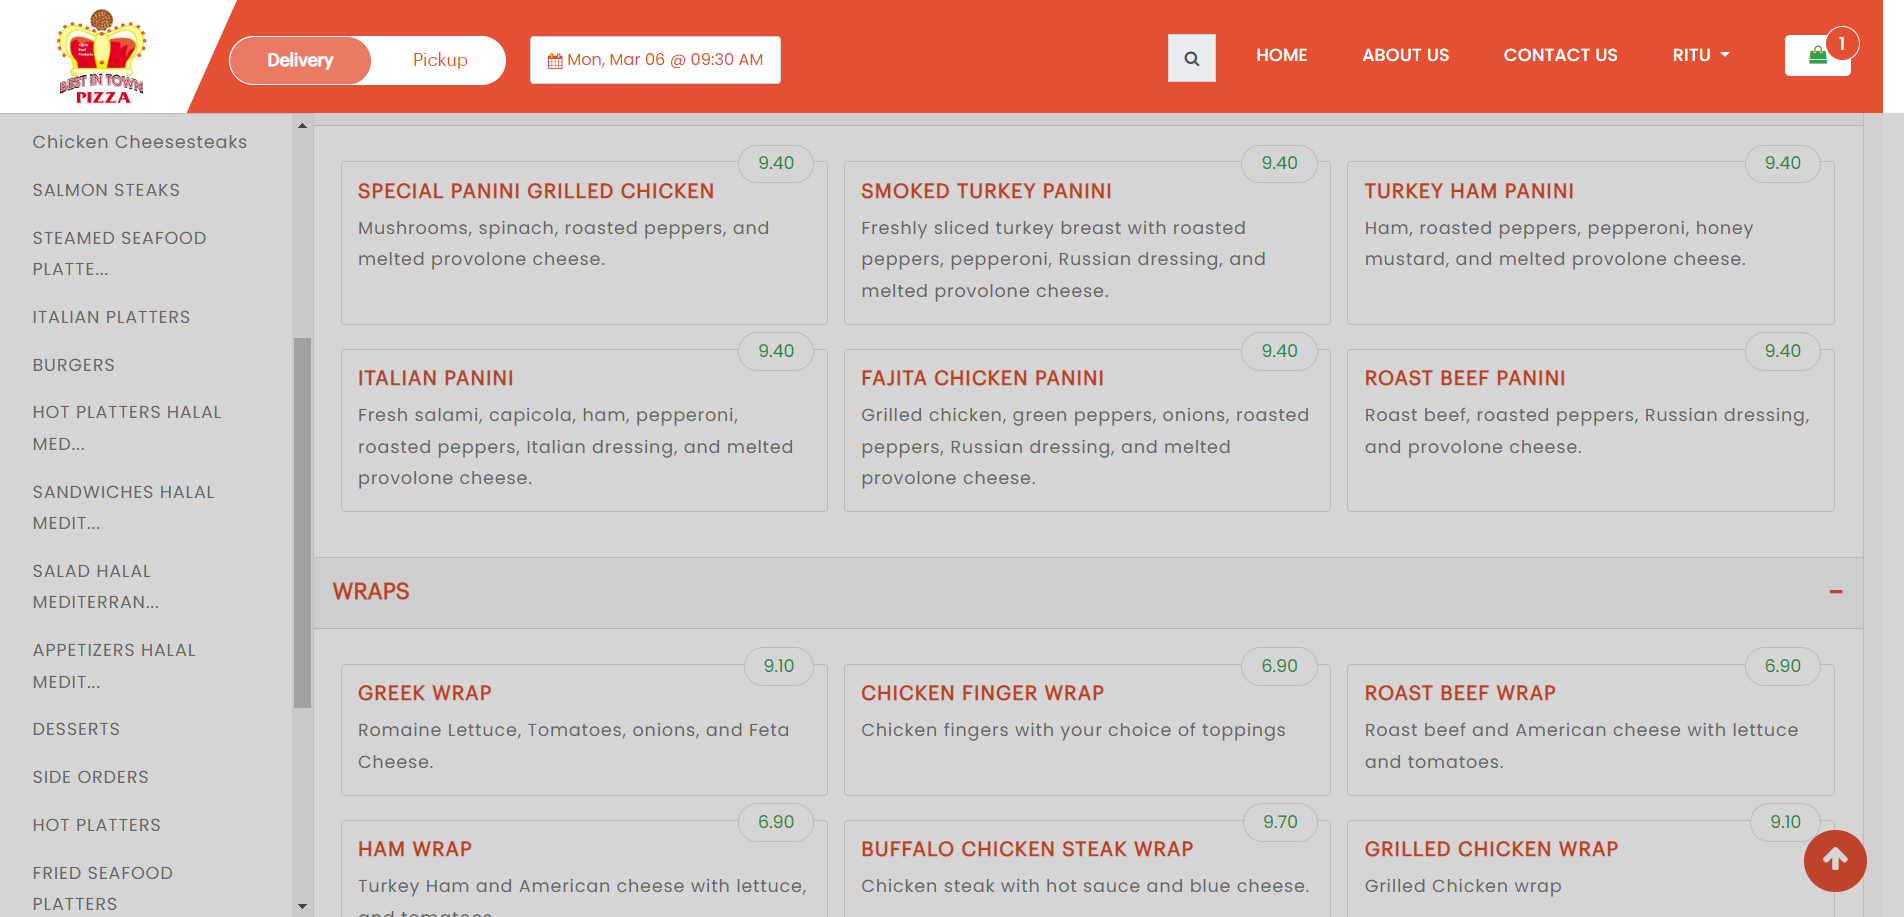 BEST IN TOWN
PIZZA
Delivery
Pickup
Mon, Mar 06 @ 09:30 AM
HOME
ABOUT US
CONTACT US
RITU
1
Chicken Cheesesteaks
SALMON STEAKS
STEAMED SEAFOOD
PLATTE...
ITALIAN PLATTERS
BURGERS
HOT PLATTERS HALAL
MED...
SANDWICHES HALAL
MEDIT...
SALAD HALAL
MEDITERRAN...
APPETIZERS HALAL
MEDIT...
DESSERTS
SIDE ORDERS
HOT PLATTERS
FRIED SEAFOOD
PLATTERS
9.40
SPECIAL PANINI GRILLED CHICKEN
Mushrooms, spinach, roasted peppers, and
melted provolone cheese.
9.40
SMOKED TURKEY PANINI
Freshly sliced turkey breast with roasted
peppers, pepperoni, Russian dressing, and
melted provolone cheese.
9.40
TURKEY HAM PANINI
Ham, roasted peppers, pepperoni, honey
mustard, and melted provolone cheese.
9.40
ITALIAN PANINI
Fresh salami, capicola, ham, pepperoni,
roasted peppers, Italian dressing, and melted
provolone cheese.
9.40
FAJITA CHICKEN PANINI
Grilled chicken, green peppers, onions, roasted
peppers, Russian dressing, and melted
provolone cheese.
9.40
ROAST BEEF PANINI
Roast beef, roasted peppers, Russian dressing,
and provolone cheese.
WRAPS
9.10
GREEK WRAP
Romaine Lettuce, Tomatoes, onions, and Feta
Cheese.
6.90
CHICKEN FINGER WRAP
Chicken fingers with your choice of toppings
6.90
ROAST BEEF WRAP
Roast beef and American cheese with lettuce
and tomatoes.
6.90
HAM WRAP
Turkey Ham and American cheese with lettuce,
and tomatoes.
9.70
BUFFALO CHICKEN STEAK WRAP
Chicken steak with hot sauce and blue cheese.
9.10
GRILLED CHICKEN WRAP
Grilled Chicken wrap